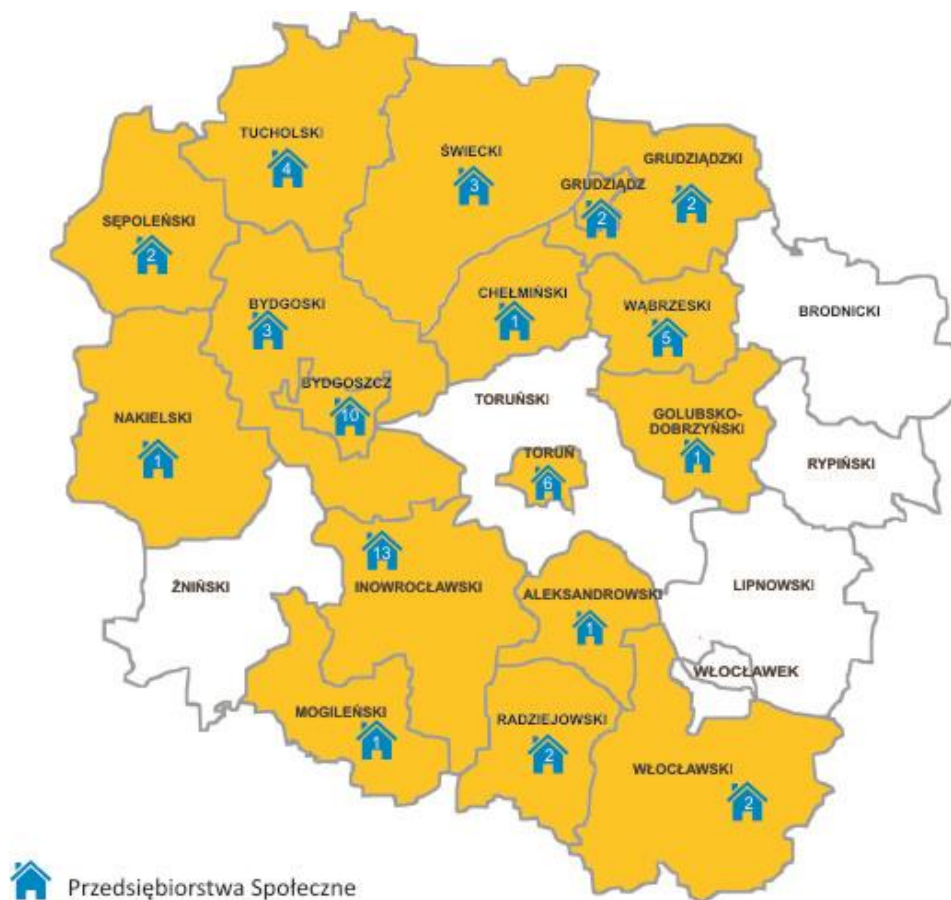 TUCHOLSKI
4
ŚWIECKI
3
GRUDZIĄDZKI
2
GRUDZIĄDZ
2
SĘPOLEŃSKI
2
BYDGOSKI
3
CHEŁMIŃSKI
1
WĄBRZESKI
5
BRODNICKI
BYDGOSZCZ
10
NAKIELSKI
1
TORUŃSKI
GOLUBSKO-
DOBRZYŃSKI
1
TORUŃ
6
RYPIŃSKI
13
INOWROCŁAWSKI
ŻNIŃSKI
ALEKSANDROWSKI
1
LIPNOWSKI
WŁOCŁAWEK
MOGILEŃSKI
1
RADZIEJOWSKI
2
WŁOCŁAWSKI
2
Przedsiębiorstwa Społeczne